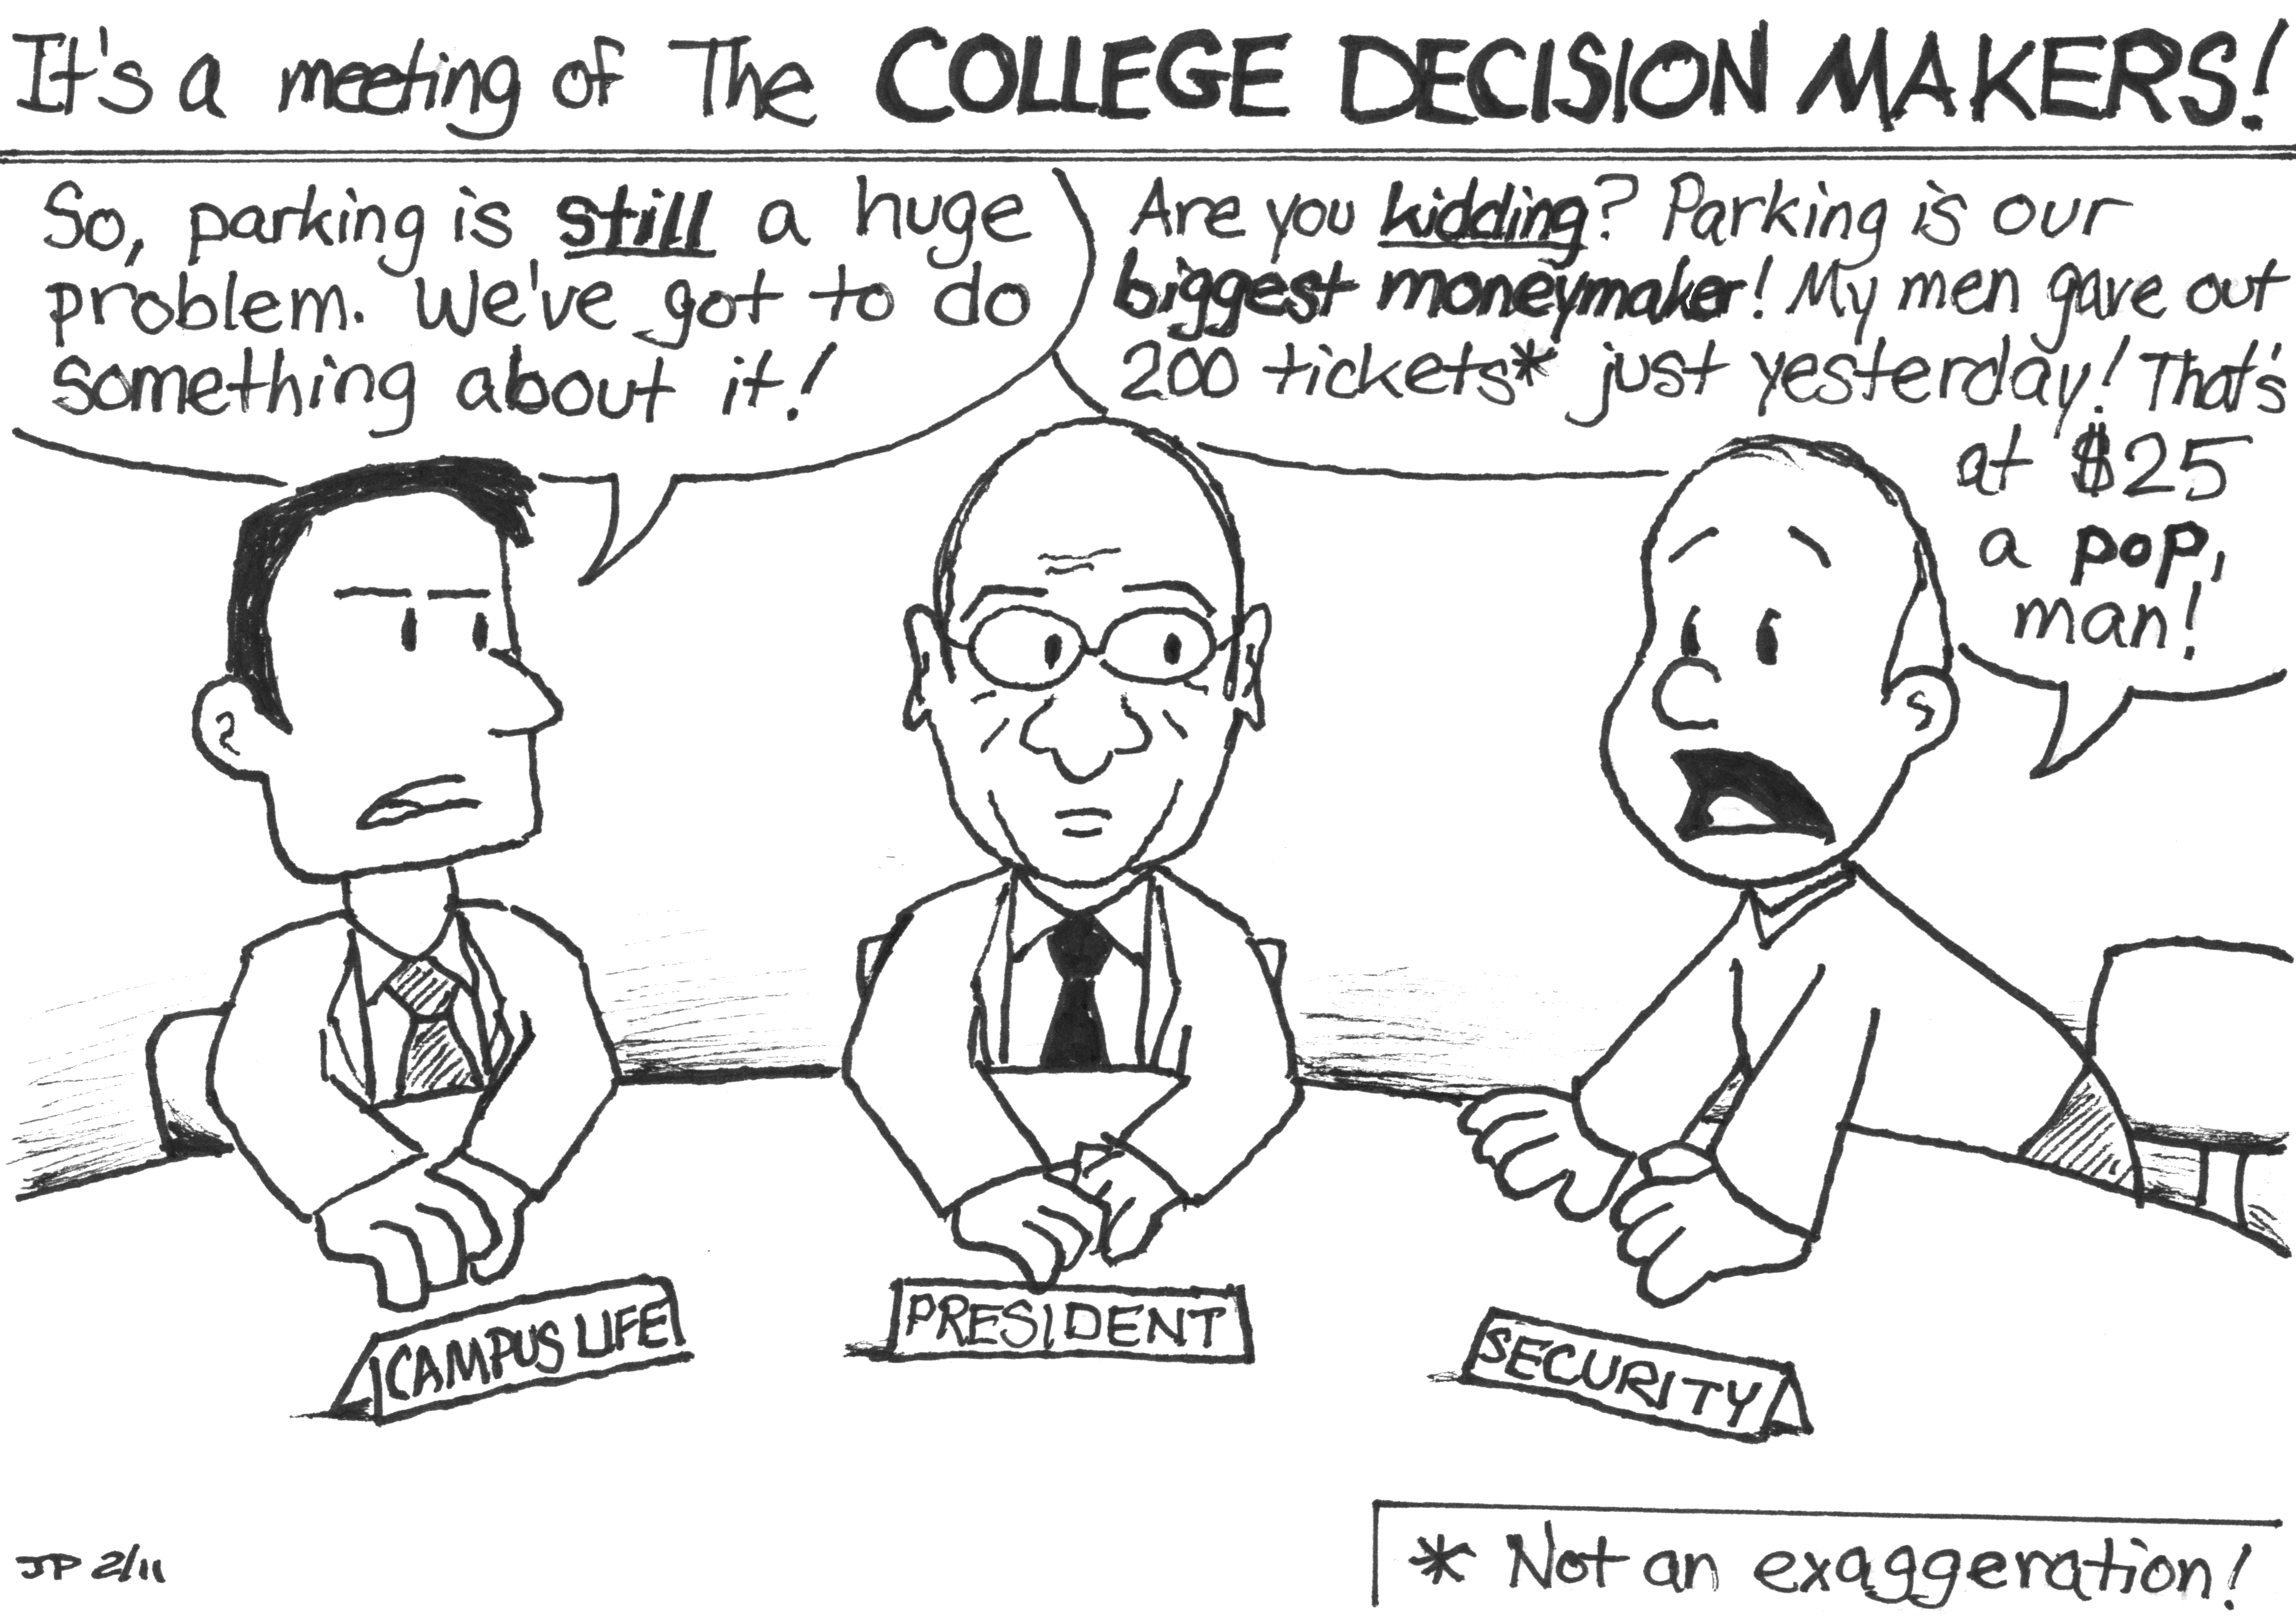 It's a meeting of The COLLEGE DECISION MAKERS!
So, parking is still a huge
problem. We've got to do
something about it!
Are you kidding? Parking is our
biggest moneymaker! My men gave out
200 tickets* just yesterday! That's
at $25
a pop,
man!
CAMPUS LIFE
PRESIDENT
SECURITY
* Not an exaggeration!
JP 2/11